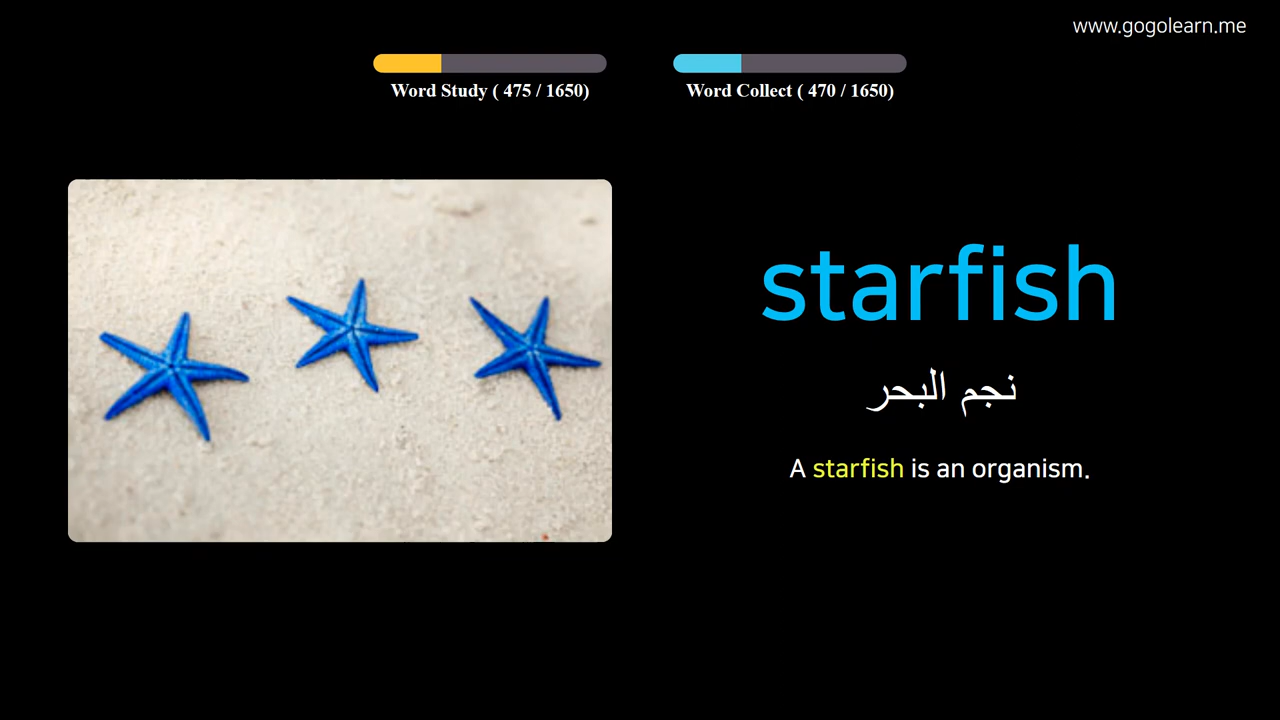 www.gogolearn.me
Word Study ( 475 / 1650)
Word Collect ( 470 / 1650)
starfish
نجم البحر
A starfish is an organism.